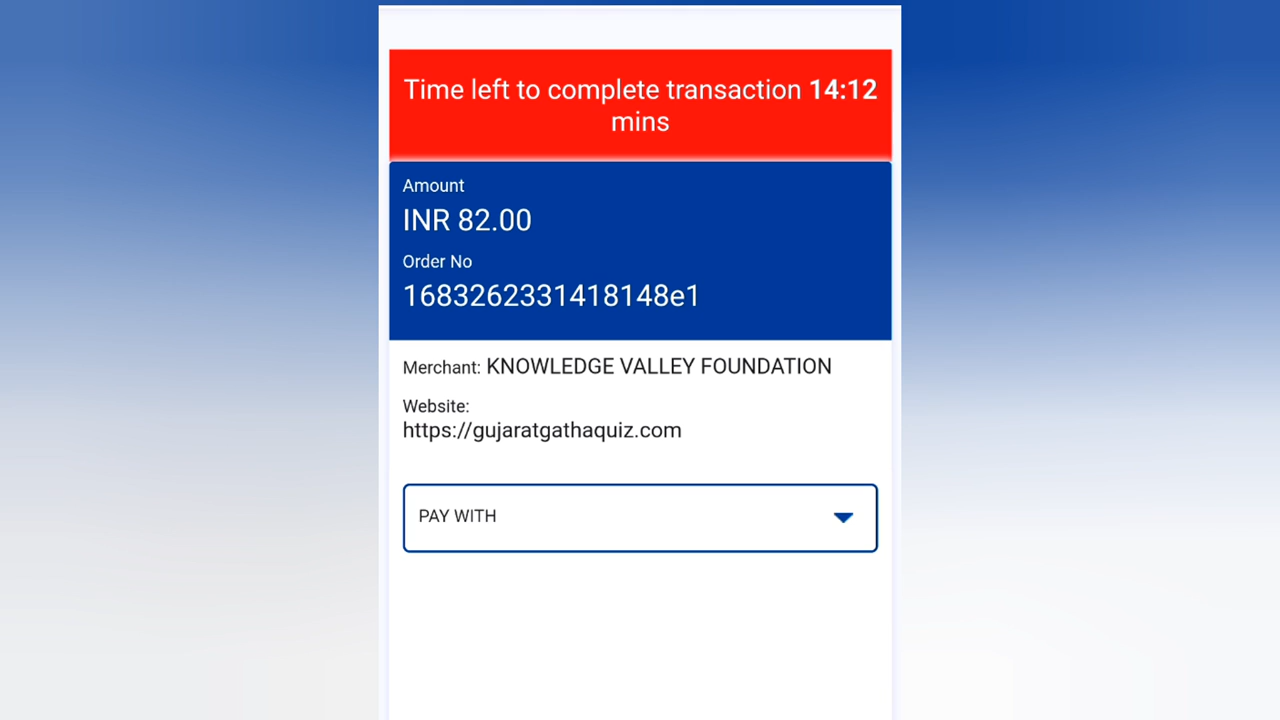 Time left to complete transaction 14:12
mins
Amount
INR 82.00
Order No
1683262331418148e1
Merchant: KNOWLEDGE VALLEY FOUNDATION
Website:
https://gujaratgathaquiz.com
PAY WITH